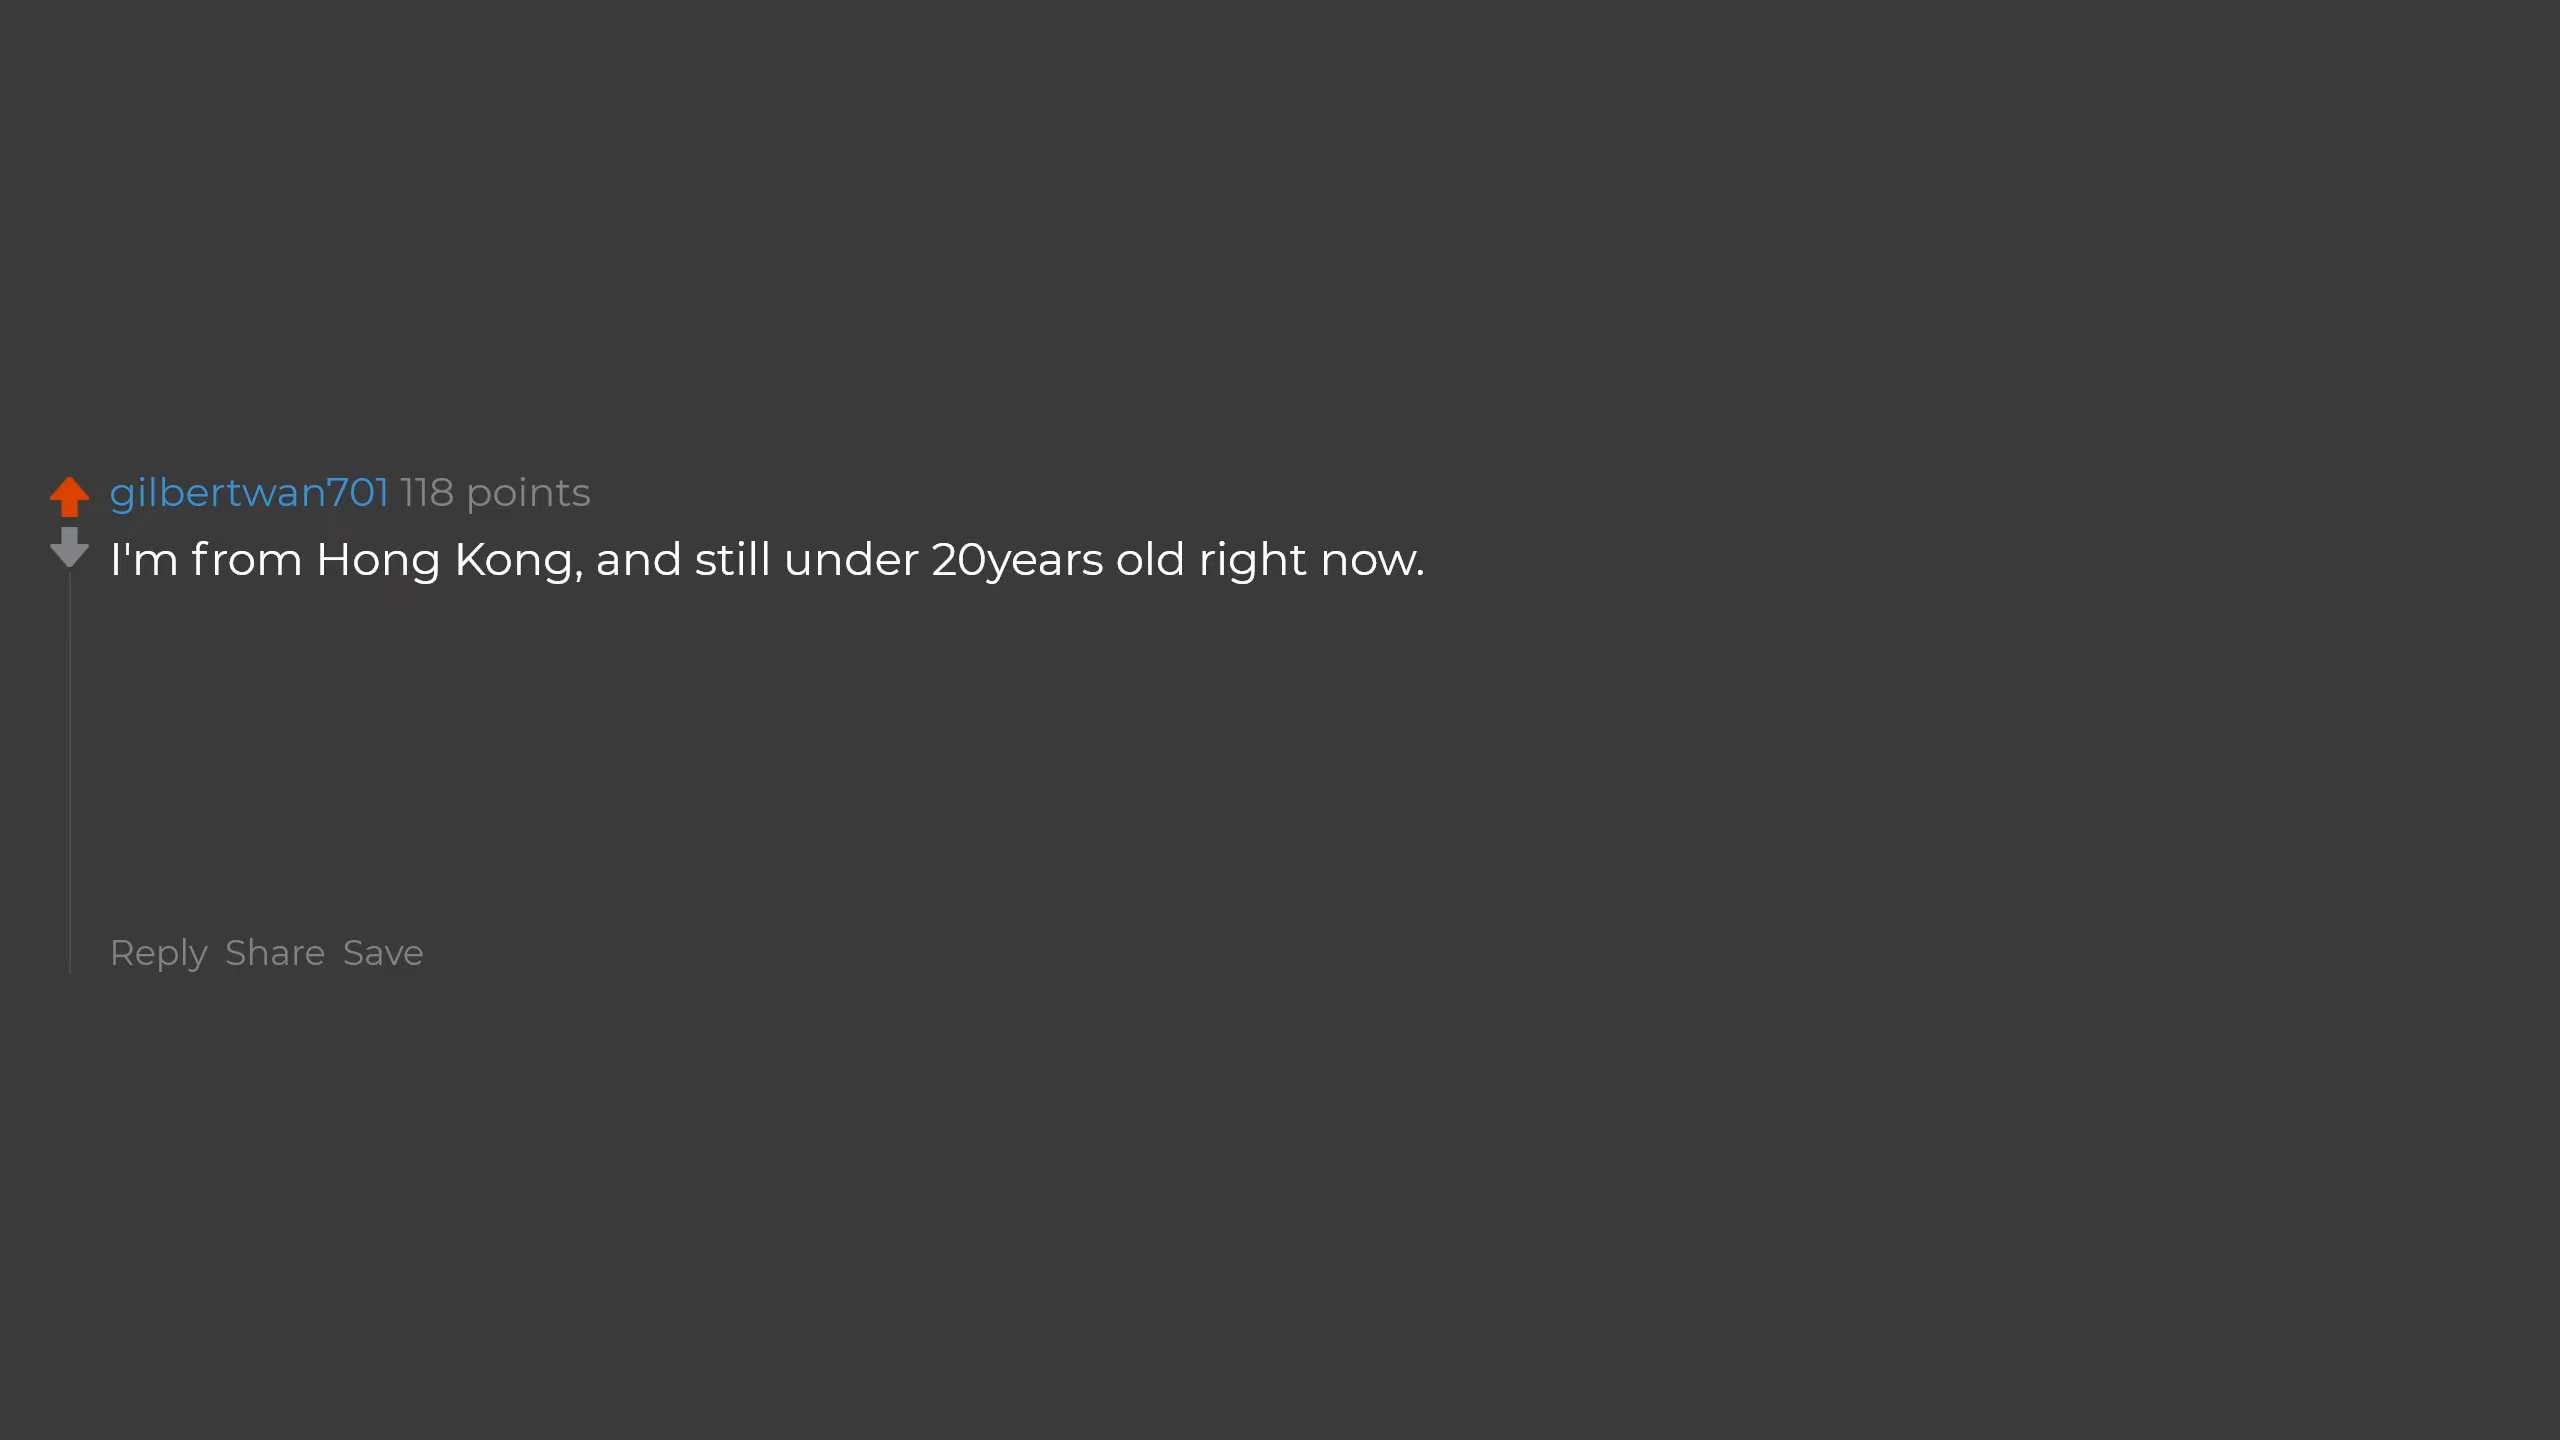 gilbertwan701 118 points
I'm from Hong Kong, and still under 20years old right now.
Reply Share Save